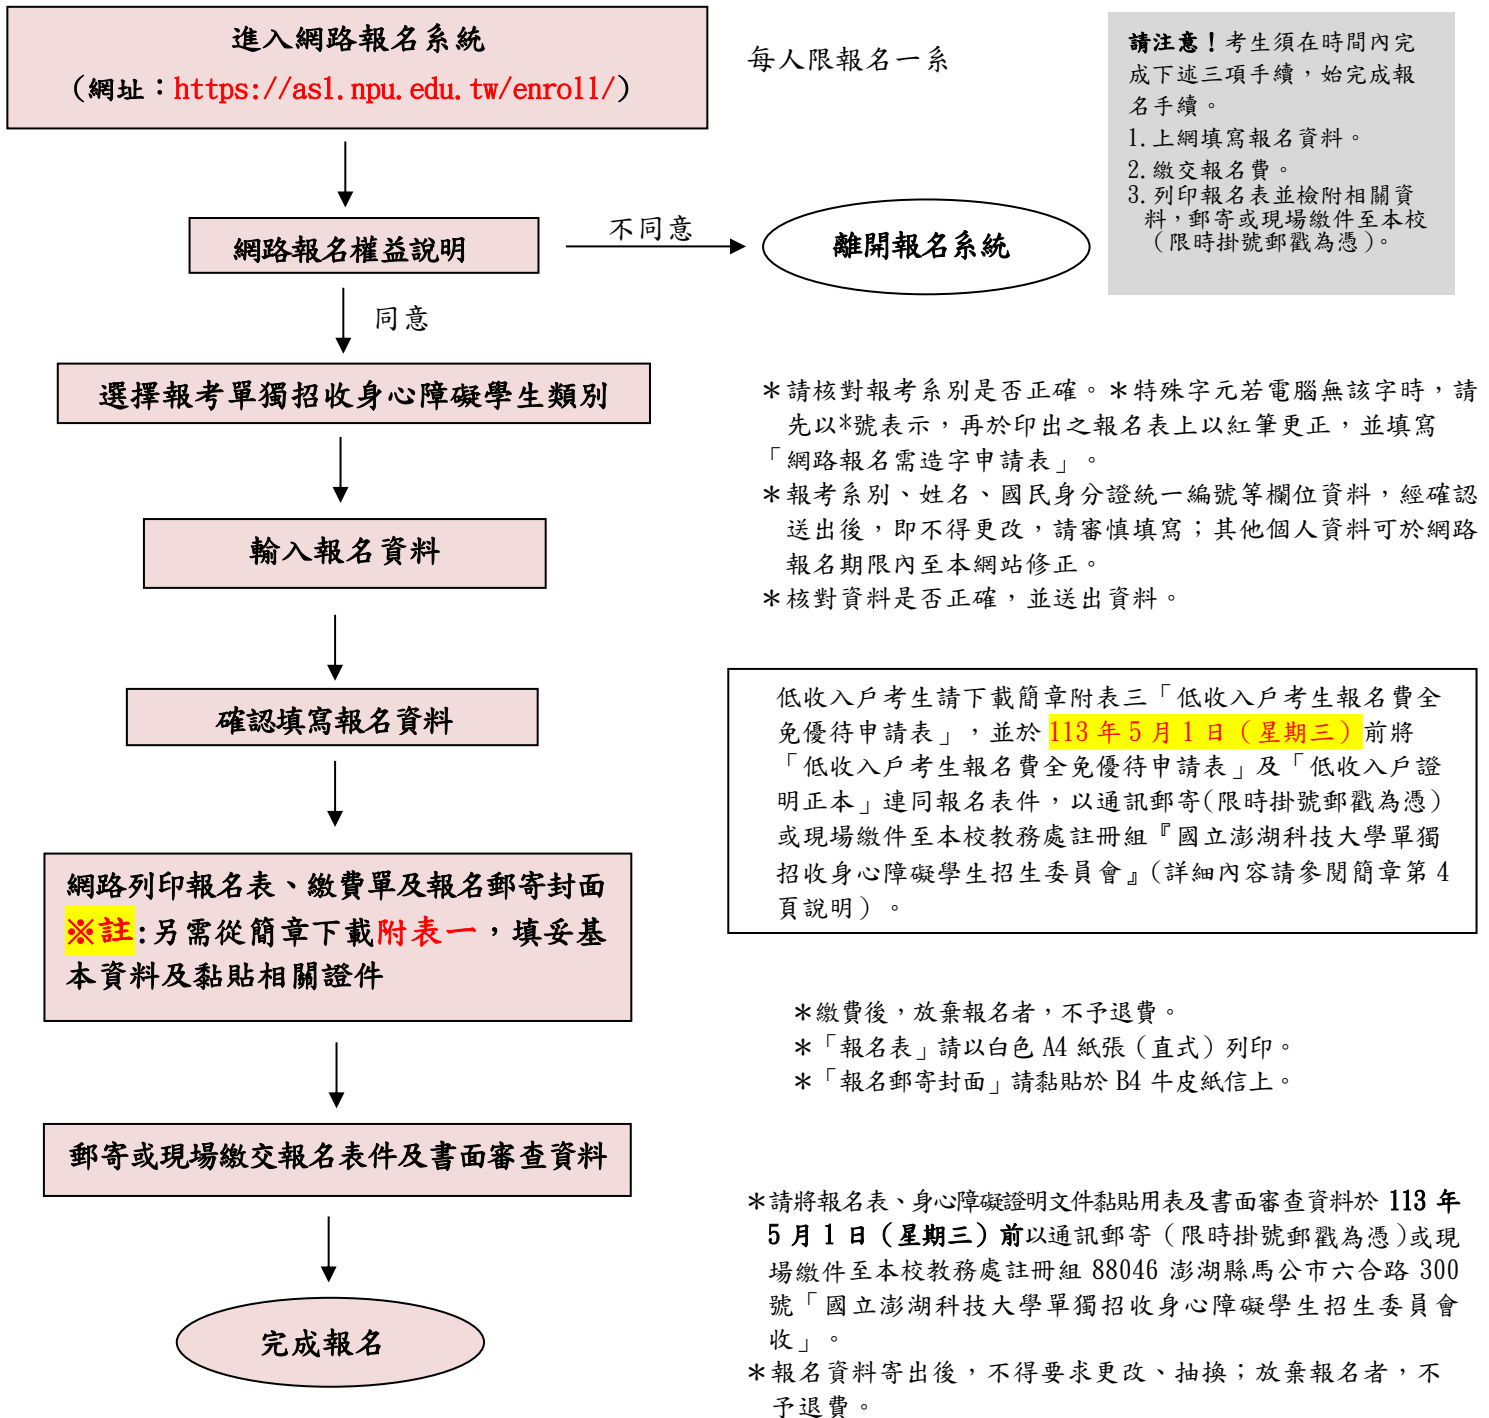 進入網路報名系統
(網址：https://asl.npu.edu.tw/enroll/)
每人限報名一系
請注意！考生須在時間內完
成下述三項手續，始完成報
名手續。
1.上網填寫報名資料。
2.繳交報名費。
3.列印報名表並檢附相關資
料，郵寄或現場繳件至本校
（限時掛號郵戳為憑）。
網路報名權益說明
不同意
離開報名系統
同意
選擇報考單獨招收身心障礙學生類別
＊請核對報考系別是否正確。＊特殊字元若電腦無該字時，請
先以*號表示，再於印出之報名表上以紅筆更正，並填寫
「網路報名需造字申請表」。
＊報考系別、姓名、國民身分證統一編號等欄位資料，經確認
送出後，即不得更改，請審慎填寫；其他個人資料可於網路
報名期限內至本網站修正。
＊核對資料是否正確，並送出資料。
輸入報名資料
確認填寫報名資料
低收入戶考生請下載簡章附表三「低收入戶考生報名費全
免優待申請表」，並於 113 年 5 月 1 日（星期三）前將
「低收入戶考生報名費全免優待申請表」及「低收入戶證
明正本」連同報名表件，以通訊郵寄(限時掛號郵戳為憑)
或現場繳件至本校教務處註冊組『國立澎湖科技大學單獨
招收身心障礙學生招生委員會』(詳細內容請參閱簡章第 4
頁說明）。
網路列印報名表、繳費單及報名郵寄封面
※註:另需從簡章下載附表一，填妥基
本資料及黏貼相關證件
＊繳費後，放棄報名者，不予退費。
＊「報名表」請以白色 A4 紙張（直式）列印。
＊「報名郵寄封面」請黏貼於 B4 牛皮紙信上。
郵寄或現場繳交報名表件及書面審查資料
＊請將報名表、身心障礙證明文件黏貼用表及書面審查資料於 113 年
5 月 1 日（星期三）前以通訊郵寄（限時掛號郵戳為憑)或現
場繳件至本校教務處註冊組 88046 澎湖縣馬公市六合路 300
號「國立澎湖科技大學單獨招收身心障礙學生招生委員會
收」。
＊報名資料寄出後，不得要求更改、抽換；放棄報名者，不
予退費。
完成報名